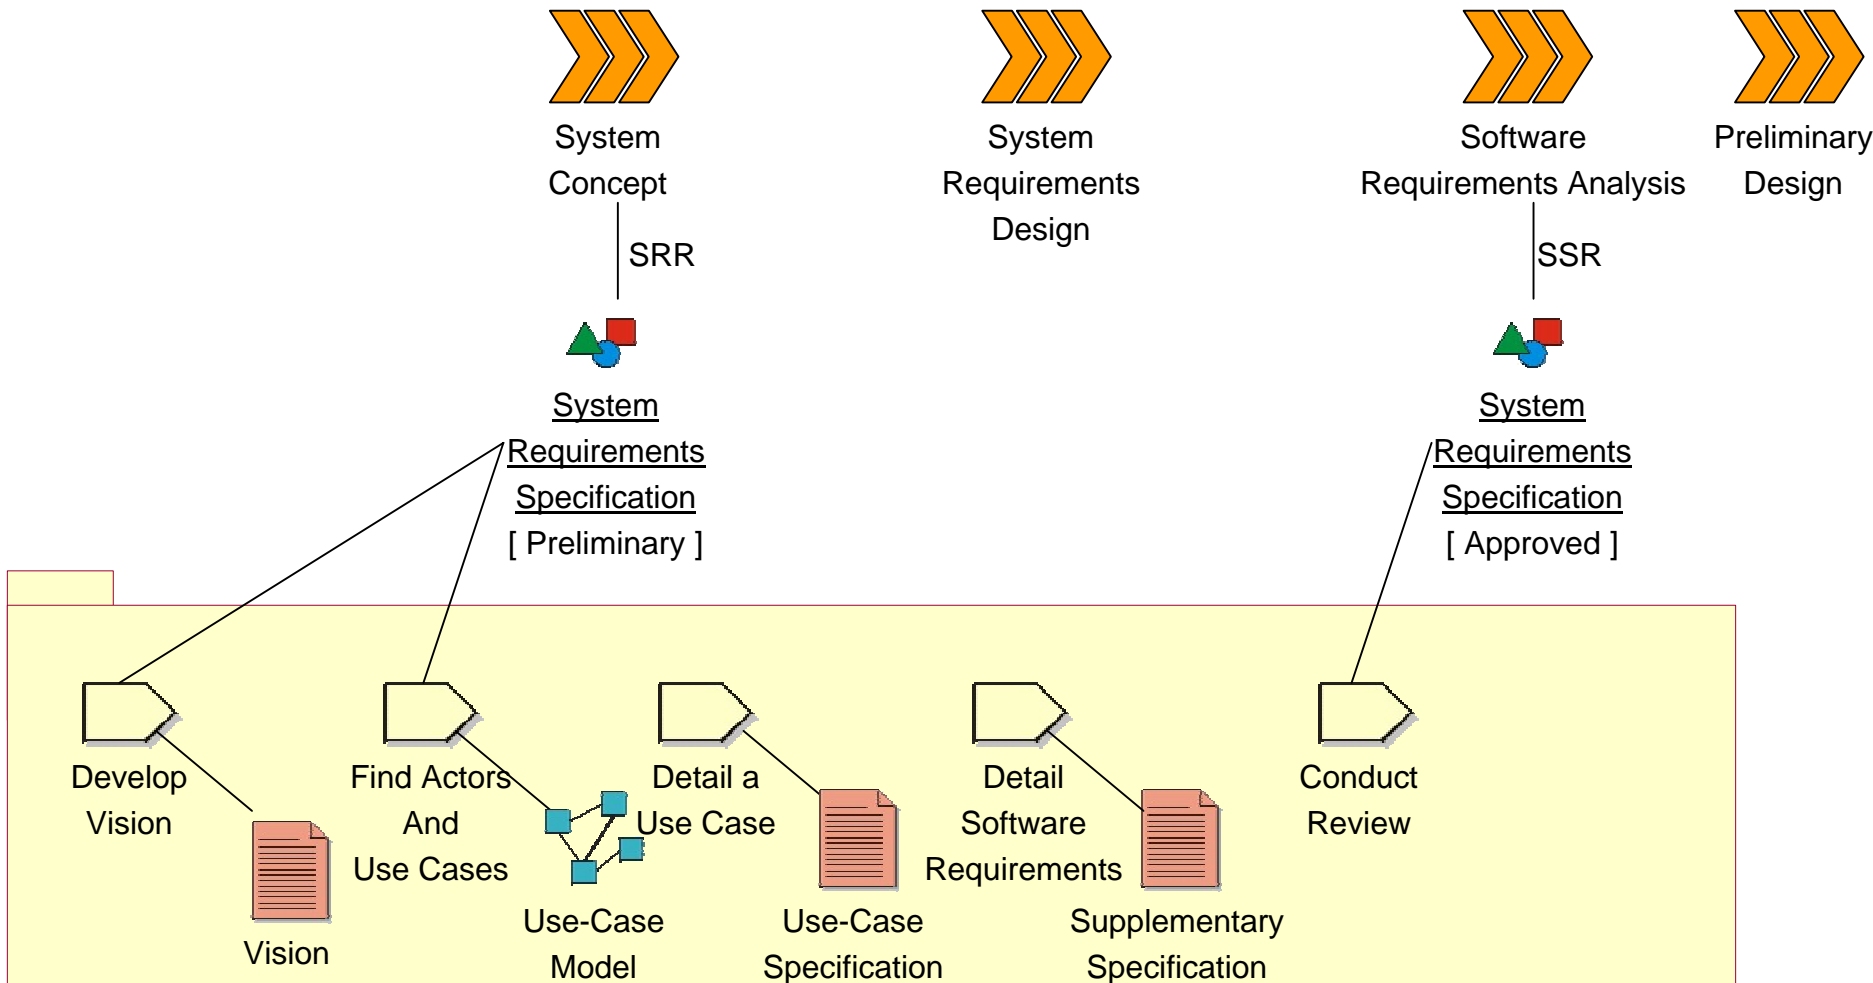 System
Concept
System
Requirements
Design
Software
Requirements Analysis
Preliminary
Design
SRR
SSR
System
Requirements
Specification
[ Preliminary ]
System
Requirements
Specification
[ Approved ]
Develop
Vision
Vision
Find Actors
And
Use Cases
Use-Case
Model
Detail a
Use Case
Use-Case
Specification
Detail
Software
Requirements
Supplementary
Specification
Conduct
Review